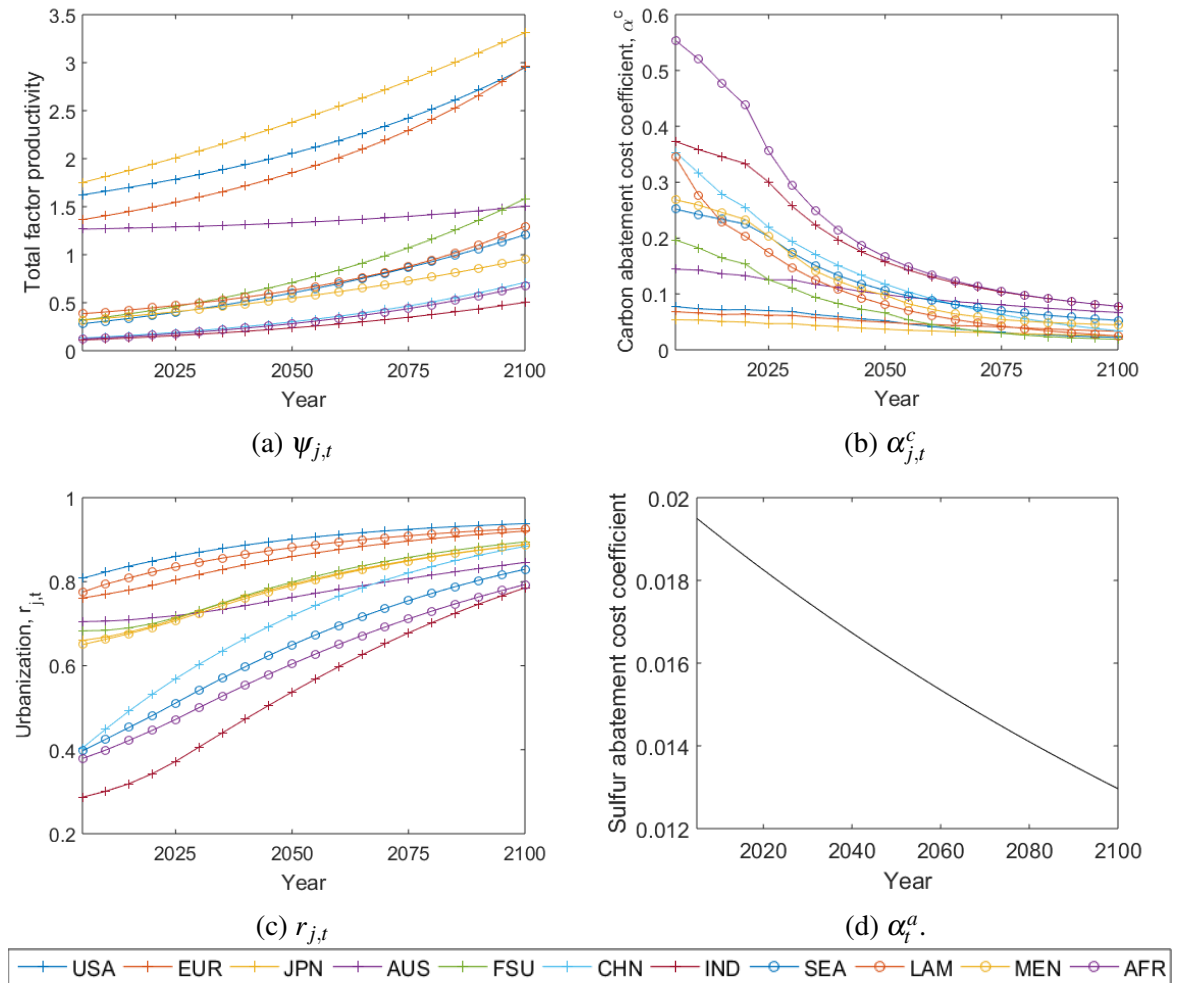 Total factor productivity
3.5
3
2.5
2
1.5
1
0.5
0
2025 2050 2075 2100
Year
(a) ψj,t
Carbon abatement cost coefficient, αc
0.6
0.5
0.4
0.3
0.2
0.1
0
2025 2050 2075 2100
Year
(b) αcj,t
Urbanization, rj,t
1
0.8
0.6
0.4
0.2
2025 2050 2075 2100
Year
(c) rj,t
Sulfur abatement cost coefficient
0.02
0.018
0.016
0.014
0.012
2020 2040 2060 2080 2100
Year
(d) αat.
USA EUR JPN AUS FSU CHN IND SEA LAM MEN AFR